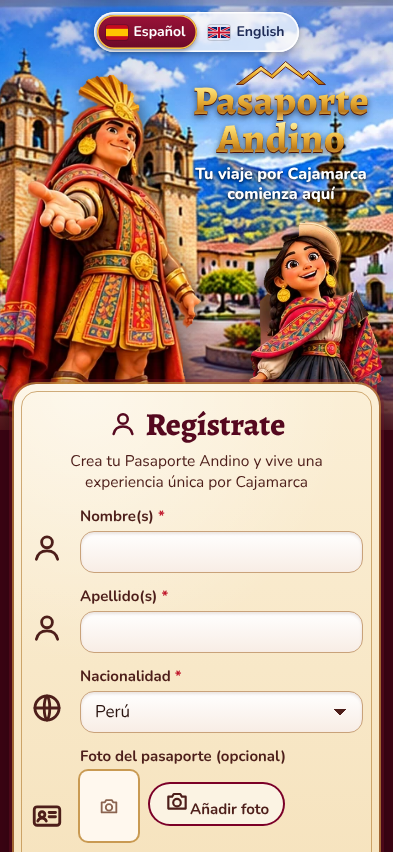 Español
English
Pasaporte
Andino
Tu viaje por Cajamarca
comienza aquí
Regístrate
Crea tu Pasaporte Andino y vive una
experiencia única por Cajamarca
Nombre(s) *
Apellido(s) *
Nacionalidad *
Perú
Foto del pasaporte (opcional)
Añadir foto